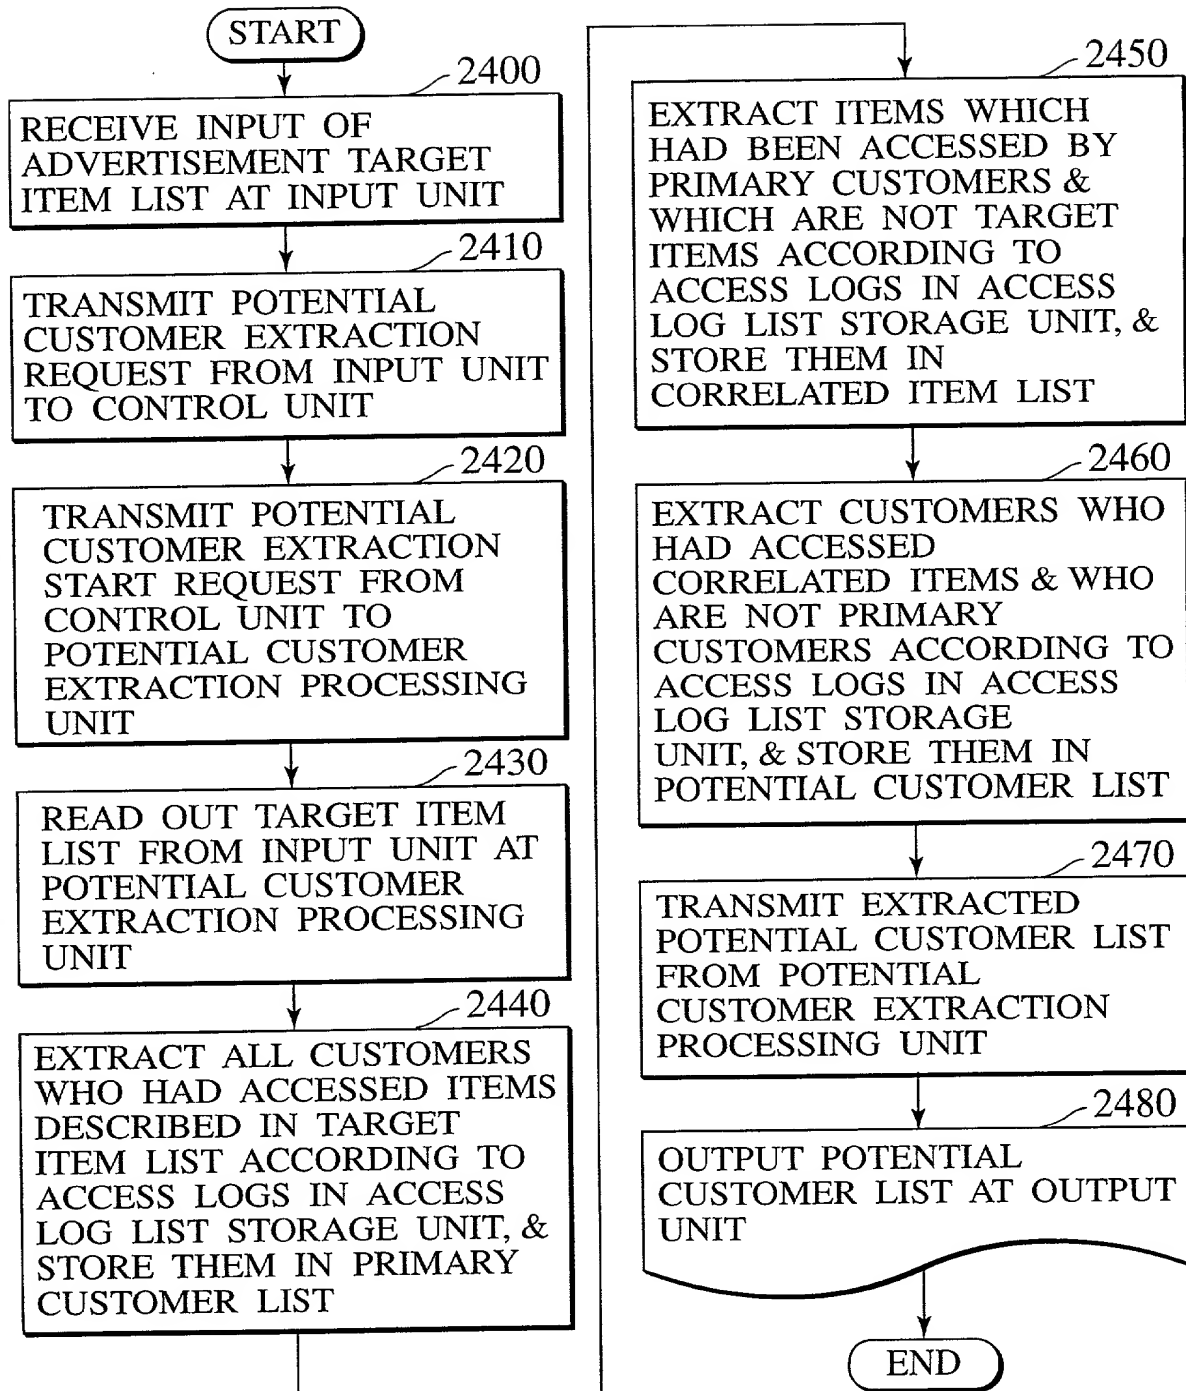 START
2400
RECEIVE INPUT OF
ADVERTISEMENT TARGET
ITEM LIST AT INPUT UNIT
2410
TRANSMIT POTENTIAL
CUSTOMER EXTRACTION
REQUEST FROM INPUT UNIT
TO CONTROL UNIT
2420
TRANSMIT POTENTIAL
CUSTOMER EXTRACTION
START REQUEST FROM
CONTROL UNIT TO
POTENTIAL CUSTOMER
EXTRACTION PROCESSING
UNIT
2430
READ OUT TARGET ITEM
LIST FROM INPUT UNIT AT
POTENTIAL CUSTOMER
EXTRACTION PROCESSING
UNIT
2440
EXTRACT ALL CUSTOMERS
WHO HAD ACCESSED ITEMS
DESCRIBED IN TARGET
ITEM LIST ACCORDING TO
ACCESS LOGS IN ACCESS
LOG LIST STORAGE UNIT, &
STORE THEM IN PRIMARY
CUSTOMER LIST
2450
EXTRACT ITEMS WHICH
HAD BEEN ACCESSED BY
PRIMARY CUSTOMERS &
WHICH ARE NOT TARGET
ITEMS ACCORDING TO
ACCESS LOGS IN ACCESS
LOG LIST STORAGE UNIT, &
STORE THEM IN
CORRELATED ITEM LIST
2460
EXTRACT CUSTOMERS WHO
HAD ACCESSED
CORRELATED ITEMS & WHO
ARE NOT PRIMARY
CUSTOMERS ACCORDING TO
ACCESS LOGS IN ACCESS
LOG LIST STORAGE
UNIT, & STORE THEM IN
POTENTIAL CUSTOMER LIST
2470
TRANSMIT EXTRACTED
POTENTIAL CUSTOMER LIST
FROM POTENTIAL
CUSTOMER EXTRACTION
PROCESSING UNIT
2480
OUTPUT POTENTIAL
CUSTOMER LIST AT OUTPUT
UNIT
END